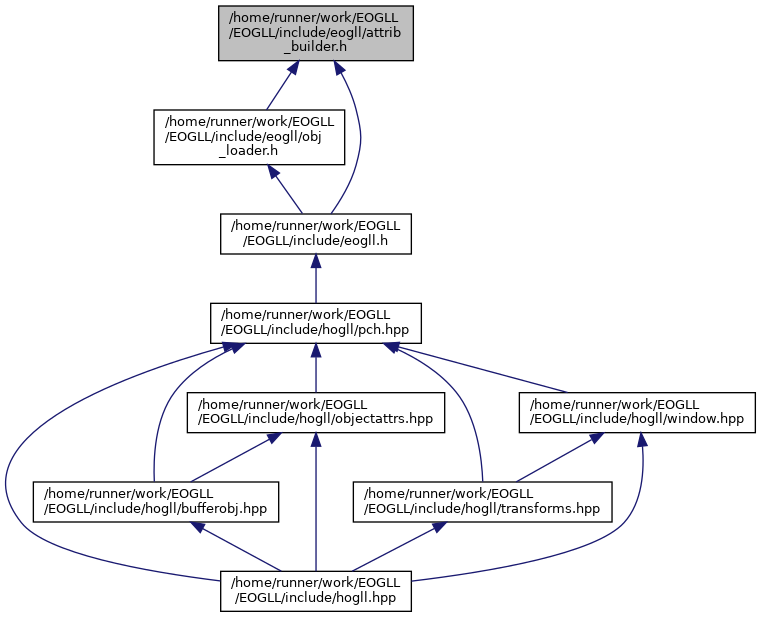 /home/runner/work/EOGLL
/EOGLL/include/eogll/attrib
_builder.h
/home/runner/work/EOGLL
/EOGLL/include/eogll/obj
_loader.h
/home/runner/work/EOGLL
/EOGLL/include/eogll.h
/home/runner/work/EOGLL
/EOGLL/include/hogll/pch.hpp
/home/runner/work/EOGLL
/EOGLL/include/hogll/objectattrs.hpp
/home/runner/work/EOGLL
/EOGLL/include/hogll/window.hpp
/home/runner/work/EOGLL
/EOGLL/include/hogll/bufferobj.hpp
/home/runner/work/EOGLL
/EOGLL/include/hogll/transforms.hpp
/home/runner/work/EOGLL
/EOGLL/include/hogll.hpp